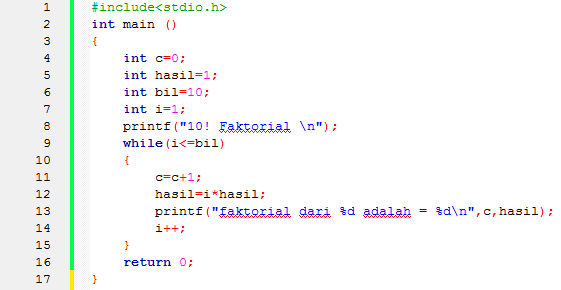 1 #include<stdio.h>
2 int main ()
3 {
4 int c=0;
5 int hasil=1;
6 int bil=10;
7 int i=1;
8 printf("10! Faktorial \n");
9 while(i<=bil)
10 {
11 c=c+1;
12 hasil=i*hasil;
13 printf("faktorial dari %d adalah = %d\n",c,hasil);
14 i++;
15 }
16 return 0;
17 }